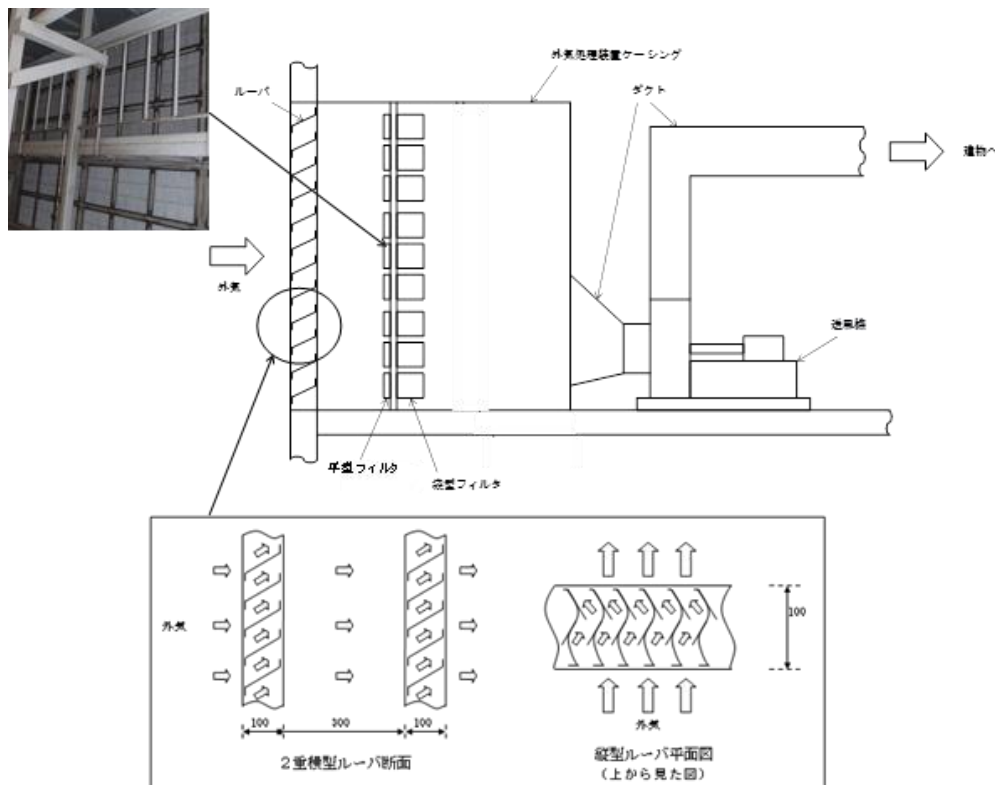 外気処理装置ケーシング
ルーバ
ダクト
建物へ
外気
送風機
平型フィルタ
袋型フィルタ
外気
100
300
100
2重横型ルーバ断面
100
外気
縦型ルーバ平面図
（上から見た図）